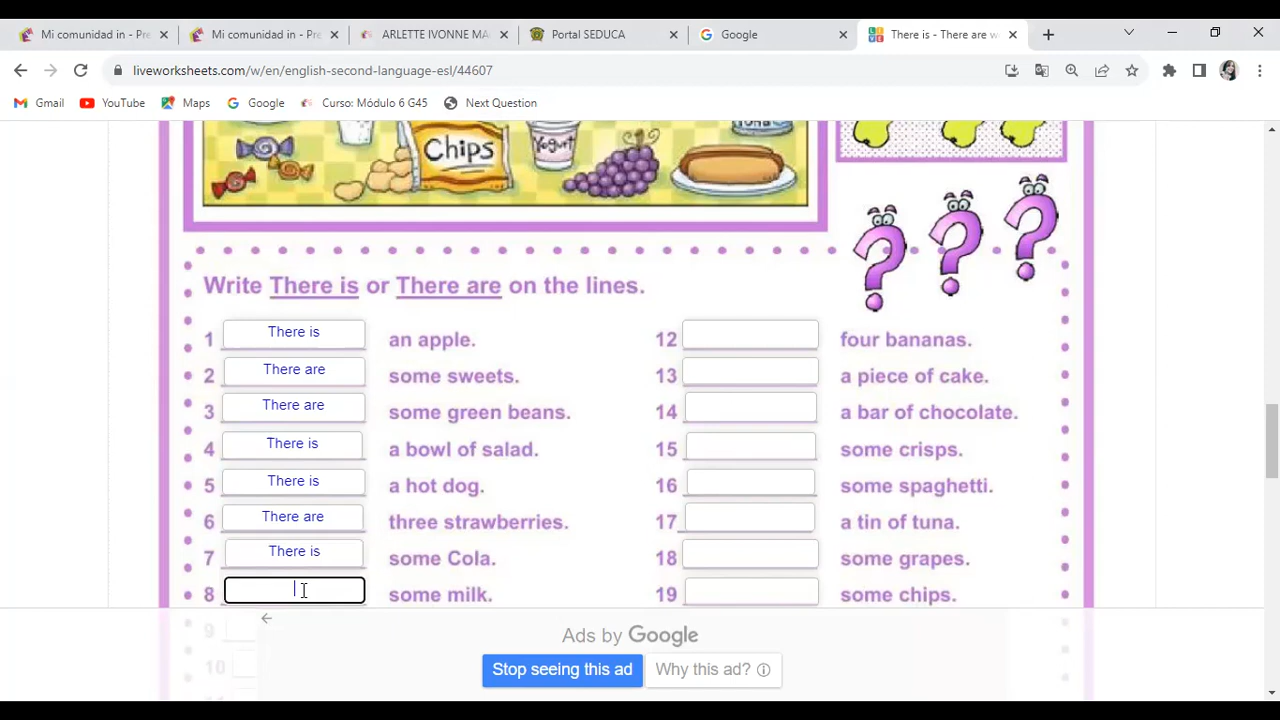 Mi comunidad in - Pre
Mi comunidad in - Pre
ARLETTE IVONNE MA
Portal SEDUCA
Google
There is - There are w
liveworksheets.com/w/en/english-second-language-esl/44607
Gmail
YouTube
Maps
Google
Curso: Módulo 6 G45
Next Question
Chips
Yogurt
Write There is or There are on the lines.
1 There is an apple.
2 There are some sweets.
3 There are some green beans.
4 There is a bowl of salad.
5 There is a hot dog.
6 There are three strawberries.
7 There is some Cola.
8 some milk.
9
10
12 four bananas.
13 a piece of cake.
14 a bar of chocolate.
15 some crisps.
16 some spaghetti.
17 a tin of tuna.
18 some grapes.
19 some chips.
Ads by Google
Stop seeing this ad
Why this ad?